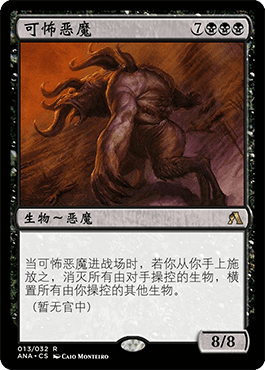 可怖恶魔 7
生物～恶魔
当可怖恶魔进战场时，若你从你手上施
放之，消灭所有由对手操控的生物，横
置所有由你操控的其他生物。
（暂无官中）
013/032 R
ANA • CS Caio Monteiro
8/8